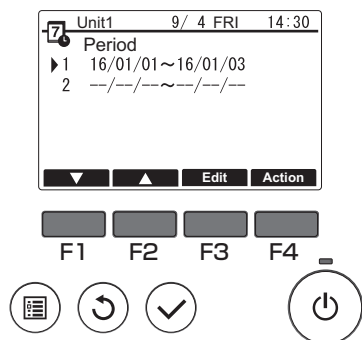 7 Unit1 9/ 4 FRI 14:30
Period
1 16/01/01~16/01/03
2 --/--/--~--/--/--
Edit Action
F1 F2 F3 F4